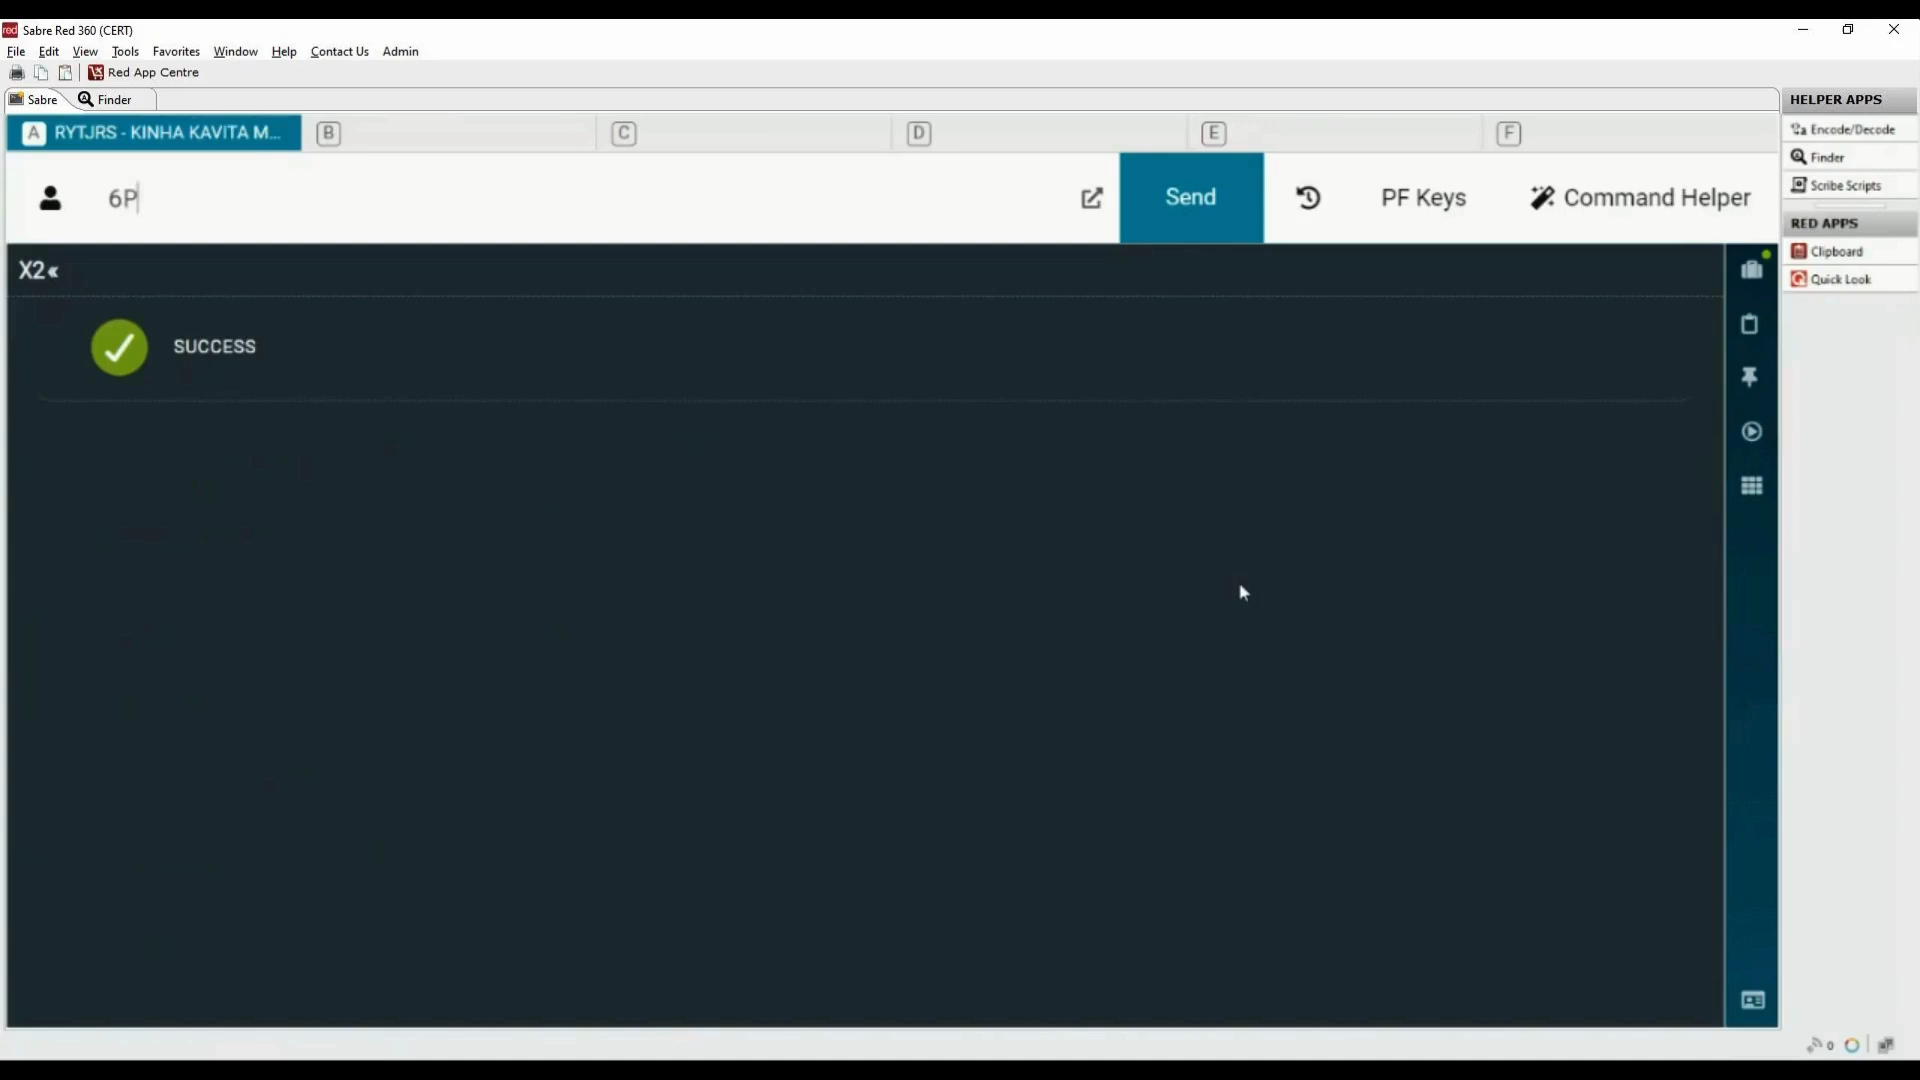 red Sabre Red 360 (CERT)
File Edit View Tools Favorites Window Help Contact Us Admin
Red App Centre
Sabre Finder
HELPER APPS
A RYTJRS - KINHA KAVITA M... B C D E F
Encode/Decode
Finder
Scribe Scripts
6P
Send
PF Keys
Command Helper
RED APPS
Clipboard
Quick Look
X2«
SUCCESS
0